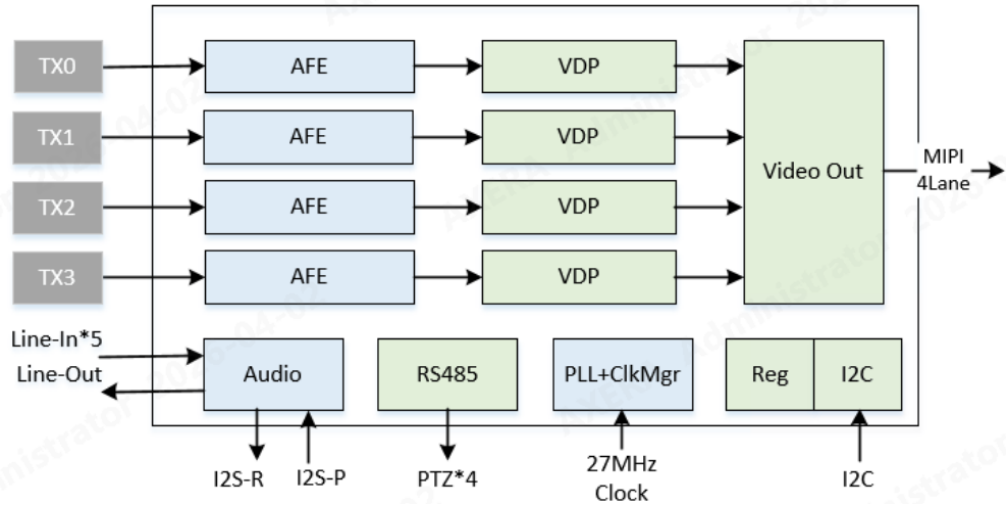 TX0
AFE
VDP
TX1
AFE
VDP
Video Out
MIPI
4Lane
TX2
AFE
VDP
TX3
AFE
VDP
Line-In*5
Line-Out
Audio
RS485
PLL+ClkMgr
Reg
I2C
I2S-R
I2S-P
PTZ*4
27MHz
Clock
I2C